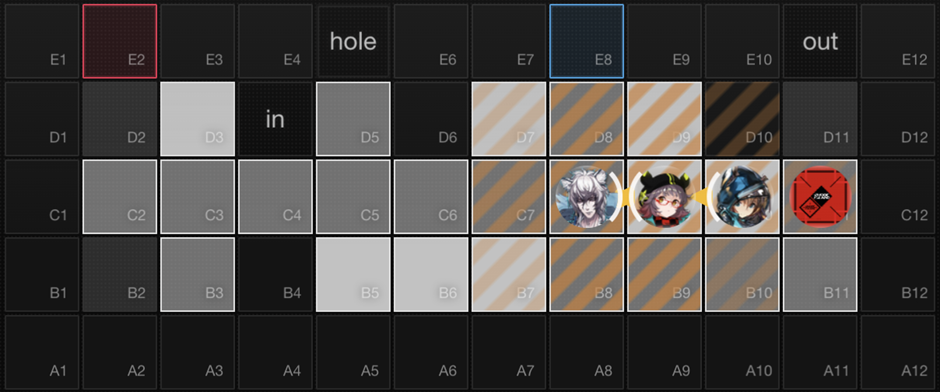 E1 E2 E3 E4 hole E6 E7 E8 E9 E10 out E12
D1 D2 D3 in D5 D6 D7 D8 D9 D10 D11 D12
C1 C2 C3 C4 C5 C6 C7 C12
B1 B2 B3 B4 B5 B6 B7 B8 B9 B10 B11 B12
A1 A2 A3 A4 A5 A6 A7 A8 A9 A10 A11 A12